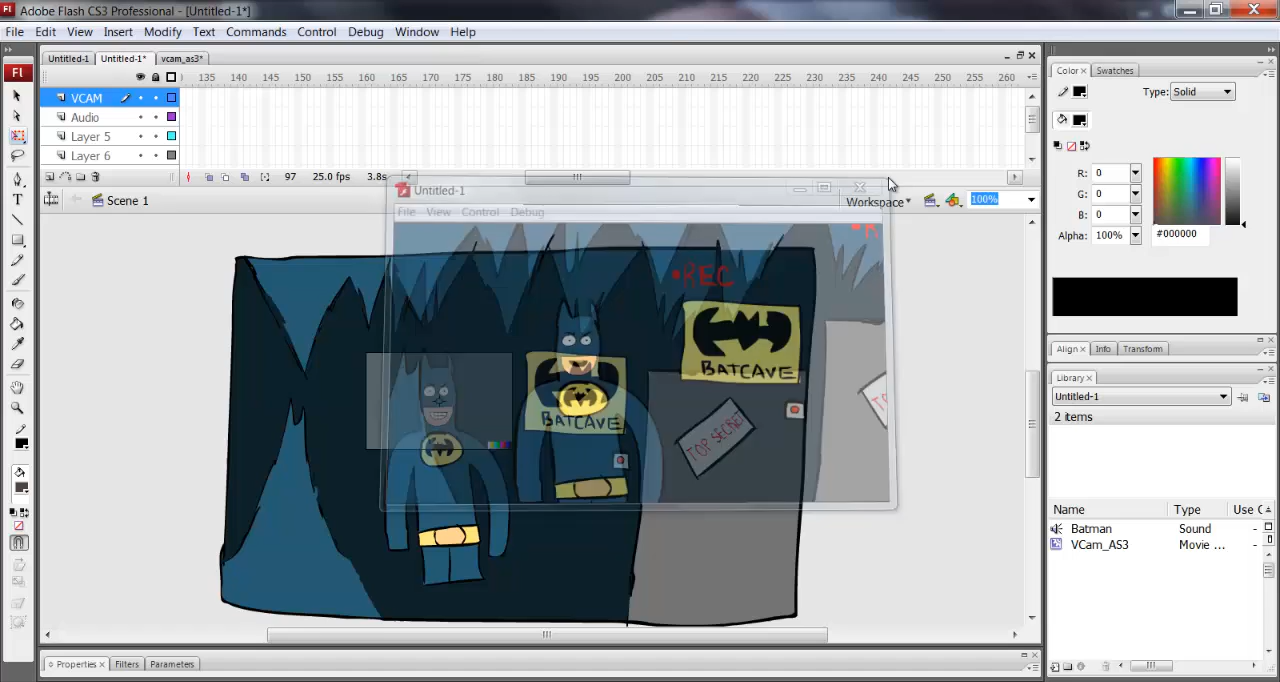 Adobe Flash CS3 Professional - [Untitled-1*]
File Edit View Insert Modify Text Commands Control Debug Window Help
Untitled-1 Untitled-1* vcam_as3*
135 140 145 150 155 160 165 170 175 180 185 190 195 200 205 210 215 220 225 230 235 240 245 250 255 260
VCAM
Audio
Layer 5
Layer 6
97 25.0 fps 3.8s
Scene 1
Workspace
100%
Untitled-1
File View Control Debug
REC
BATCAVE
BATCAVE
TOP SECRET
Properties Filters Parameters
Fl
Color Swatches
Type: Solid
R: 0
G: 0
B: 0
Alpha: 100%
#000000
Align Info Transform
Library
Untitled-1
2 items
Name Type Use C
Batman Sound -
VCam_AS3 Movie ... -